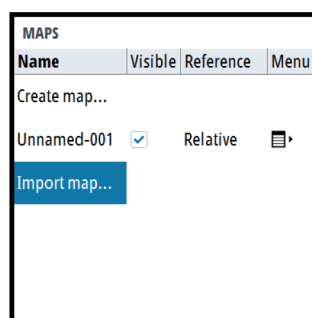 MAPS
Name Visible Reference Menu
Create map...
Unnamed-001 Relative
Import map...